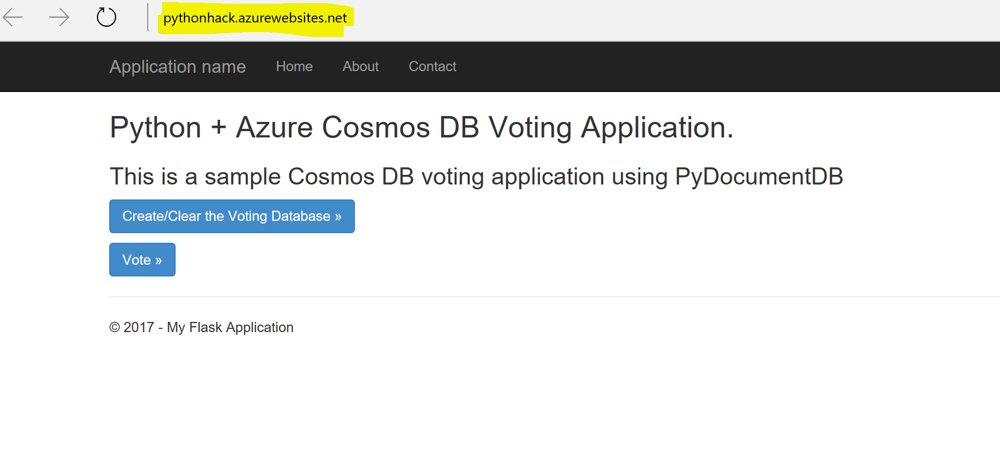 pythonhack.azurewebsites.net
Application name Home About Contact
Python + Azure Cosmos DB Voting Application.
This is a sample Cosmos DB voting application using PyDocumentDB
Create/Clear the Voting Database »
Vote »
© 2017 - My Flask Application